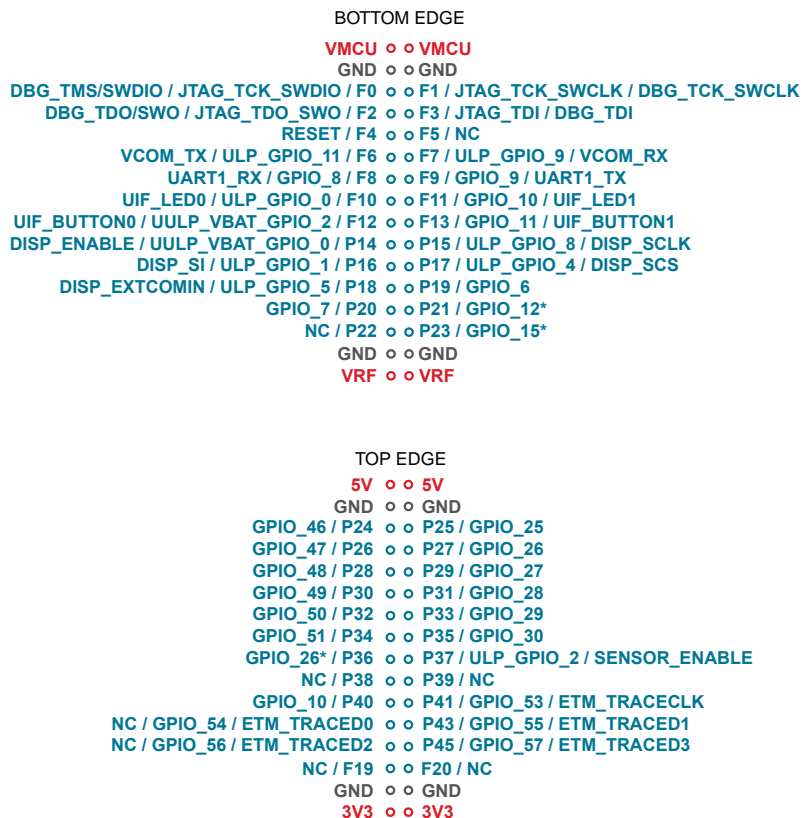 BOTTOM EDGE
VMCU VMCU
GND GND
DBG_TMS/SWDIO / JTAG_TCK_SWDIO / F0 F1 / JTAG_TCK_SWCLK / DBG_TCK_SWCLK
DBG_TDO/SWO / JTAG_TDO_SWO / F2 F3 / JTAG_TDI / DBG_TDI
RESET / F4 F5 / NC
VCOM_TX / ULP_GPIO_11 / F6 F7 / ULP_GPIO_9 / VCOM_RX
UART1_RX / GPIO_8 / F8 F9 / GPIO_9 / UART1_TX
UIF_LED0 / ULP_GPIO_0 / F10 F11 / GPIO_10 / UIF_LED1
UIF_BUTTON0 / UULP_VBAT_GPIO_2 / F12 F13 / GPIO_11 / UIF_BUTTON1
DISP_ENABLE / UULP_VBAT_GPIO_0 / P14 P15 / ULP_GPIO_8 / DISP_SCLK
DISP_SI / ULP_GPIO_1 / P16 P17 / ULP_GPIO_4 / DISP_SCS
DISP_EXTCOMIN / ULP_GPIO_5 / P18 P19 / GPIO_6
GPIO_7 / P20 P21 / GPIO_12*
NC / P22 P23 / GPIO_15*
GND GND
VRF VRF
TOP EDGE
5V 5V
GND GND
GPIO_46 / P24 P25 / GPIO_25
GPIO_47 / P26 P27 / GPIO_26
GPIO_48 / P28 P29 / GPIO_27
GPIO_49 / P30 P31 / GPIO_28
GPIO_50 / P32 P33 / GPIO_29
GPIO_51 / P34 P35 / GPIO_30
GPIO_26* / P36 P37 / ULP_GPIO_2 / SENSOR_ENABLE
NC / P38 P39 / NC
GPIO_10 / P40 P41 / GPIO_53 / ETM_TRACECLK
NC / GPIO_54 / ETM_TRACED0 P43 / GPIO_55 / ETM_TRACED1
NC / GPIO_56 / ETM_TRACED2 P45 / GPIO_57 / ETM_TRACED3
NC / F19 F20 / NC
GND GND
3V3 3V3